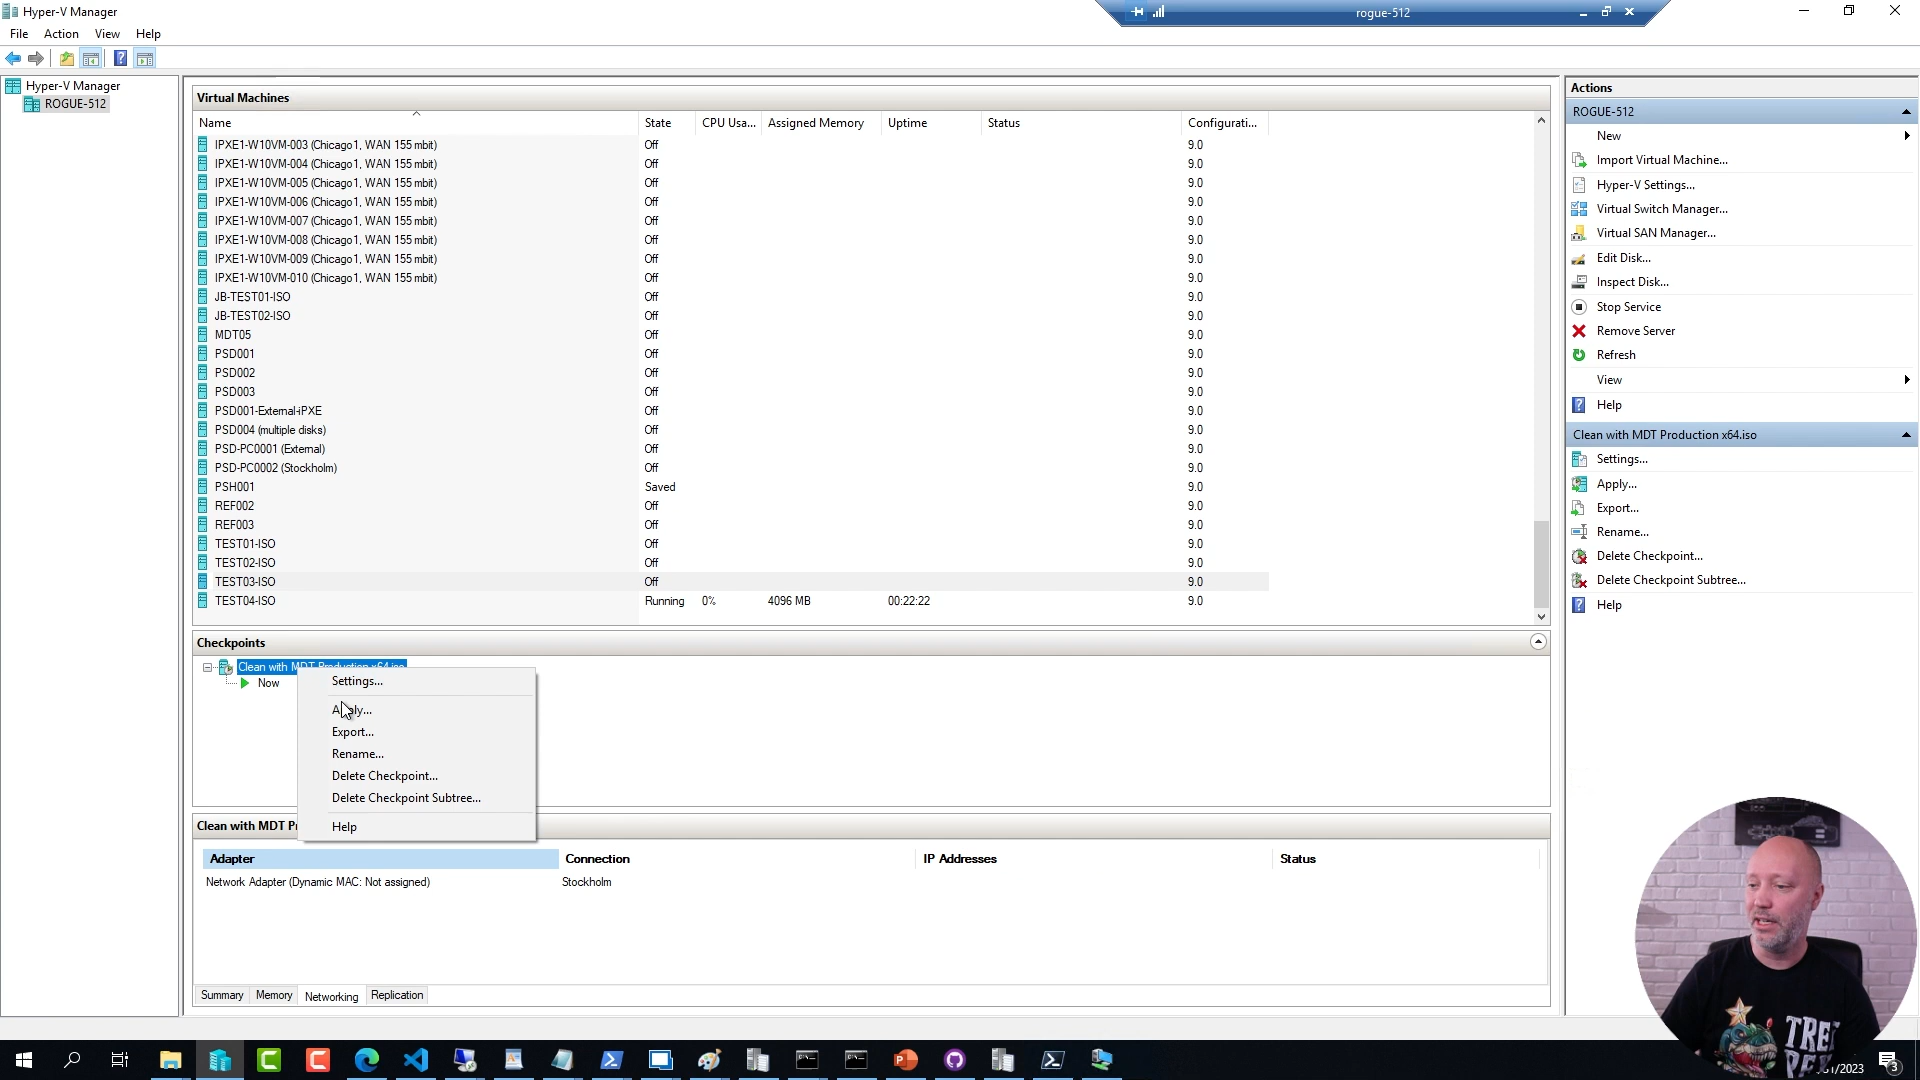 Hyper-V Manager
rogue-512
File Action View Help
Hyper-V Manager
ROGUE-512
Virtual Machines
Name State CPU Usa... Assigned Memory Uptime Status Configurati...
IPXE1-W10VM-003 (Chicago1, WAN 155 mbit) Off 9.0
IPXE1-W10VM-004 (Chicago1, WAN 155 mbit) Off 9.0
IPXE1-W10VM-005 (Chicago1, WAN 155 mbit) Off 9.0
IPXE1-W10VM-006 (Chicago1, WAN 155 mbit) Off 9.0
IPXE1-W10VM-007 (Chicago1, WAN 155 mbit) Off 9.0
IPXE1-W10VM-008 (Chicago1, WAN 155 mbit) Off 9.0
IPXE1-W10VM-009 (Chicago1, WAN 155 mbit) Off 9.0
IPXE1-W10VM-010 (Chicago1, WAN 155 mbit) Off 9.0
JB-TEST01-ISO Off 9.0
JB-TEST02-ISO Off 9.0
MDT05 Off 9.0
PSD001 Off 9.0
PSD002 Off 9.0
PSD003 Off 9.0
PSD001-External-iPXE Off 9.0
PSD004 (multiple disks) Off 9.0
PSD-PC0001 (External) Off 9.0
PSD-PC0002 (Stockholm) Off 9.0
PSH001 Saved 9.0
REF002 Off 9.0
REF003 Off 9.0
TEST01-ISO Off 9.0
TEST02-ISO Off 9.0
TEST03-ISO Off 9.0
TEST04-ISO Running 0% 4096 MB 00:22:22 9.0
Checkpoints
Clean with MDT Production x64.iso
Now
Settings...
Apply...
Export...
Rename...
Delete Checkpoint...
Delete Checkpoint Subtree...
Help
Clean with MDT P
Adapter Connection IP Addresses Status
Network Adapter (Dynamic MAC: Not assigned) Stockholm
Summary Memory Networking Replication
Actions
ROGUE-512
New
Import Virtual Machine...
Hyper-V Settings...
Virtual Switch Manager...
Virtual SAN Manager...
Edit Disk...
Inspect Disk...
Stop Service
Remove Server
Refresh
View
Help
Clean with MDT Production x64.iso
Settings...
Apply...
Export...
Rename...
Delete Checkpoint...
Delete Checkpoint Subtree...
Help
/2023
3